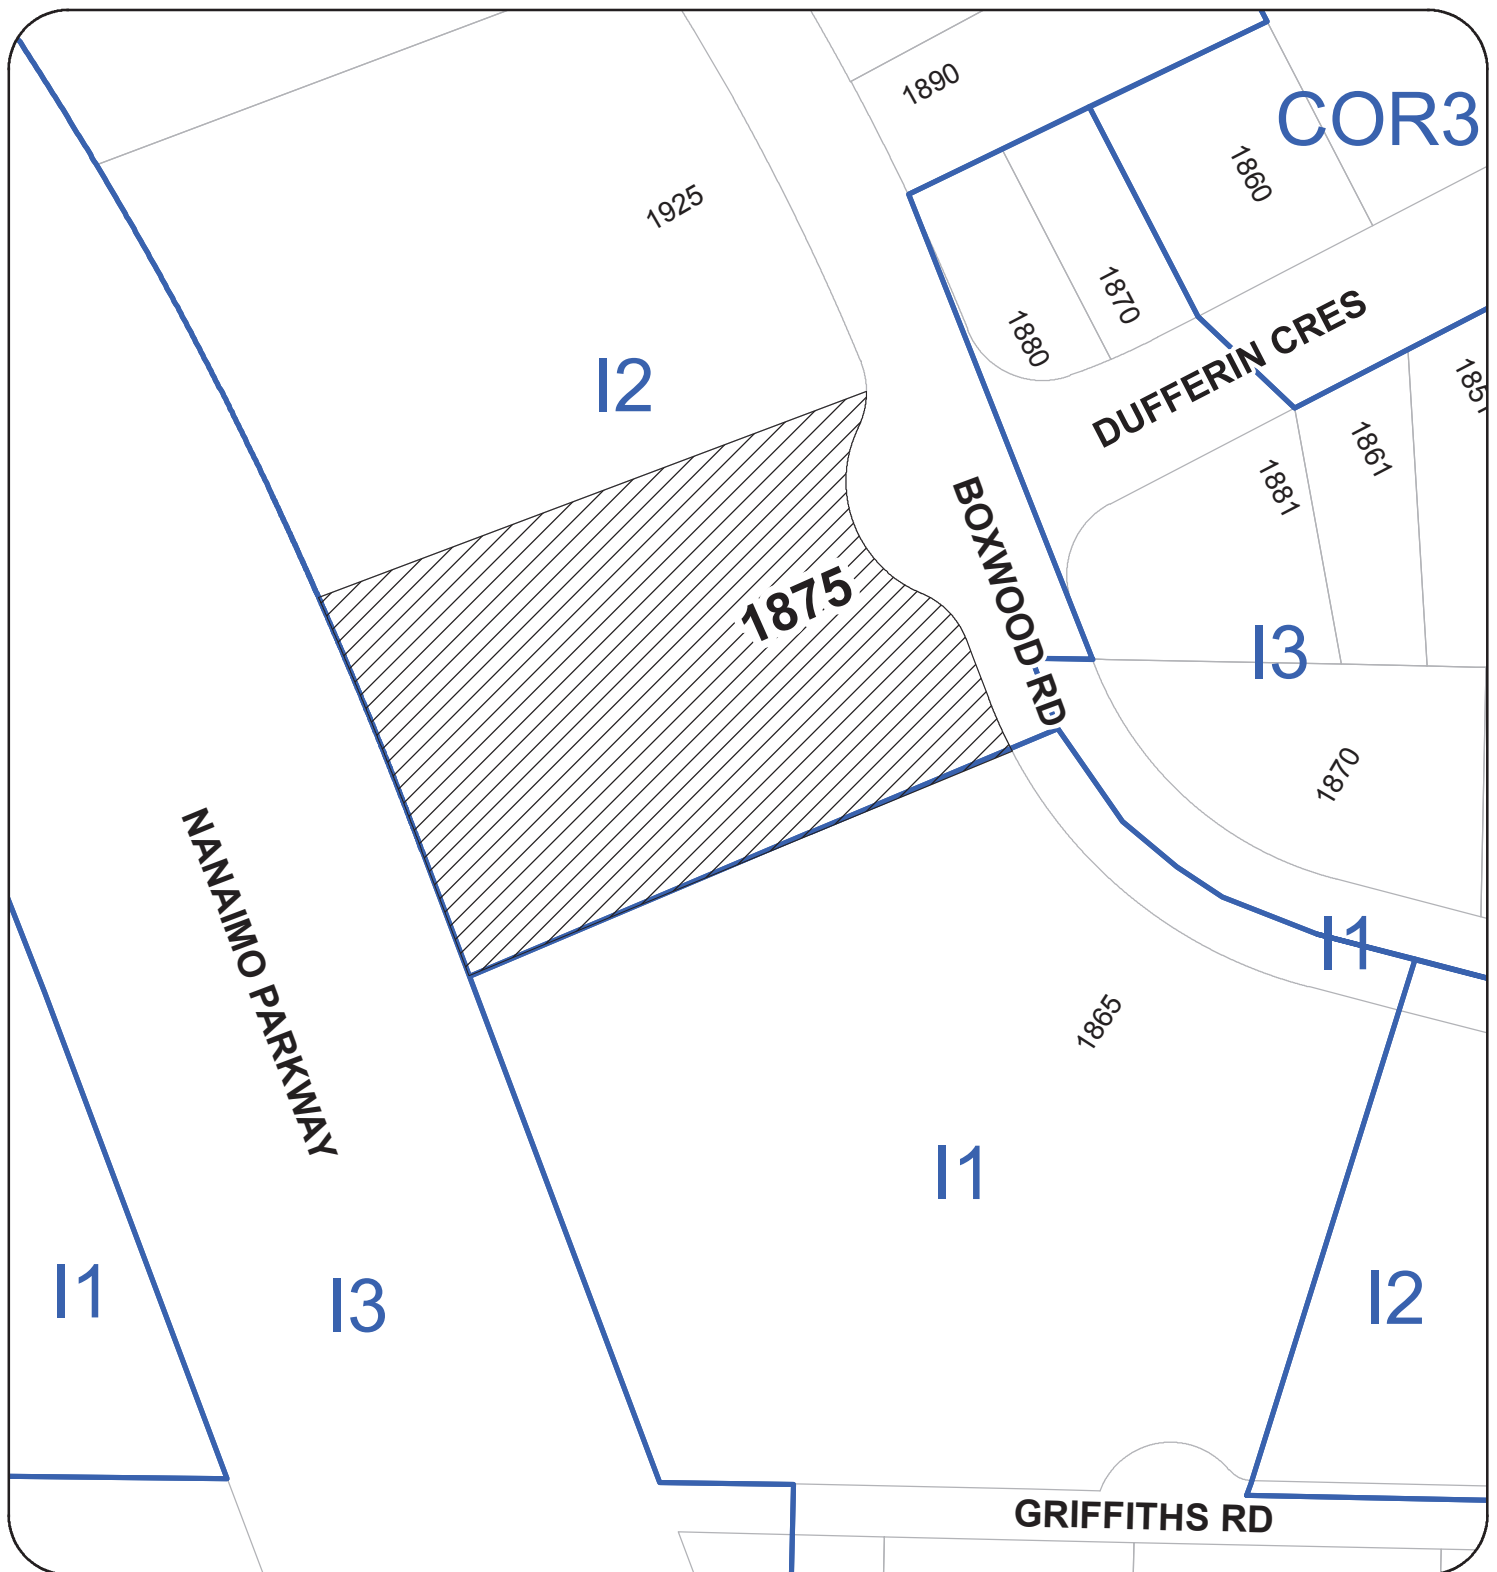 1890
COR3
1860
1925
1870
1880
I2
DUFFERIN CRES
1851
1861
1881
BOXWOOD RD
1875
I3
1870
NANAIMO PARKWAY
I1
1865
I1
I1
I3
I2
GRIFFITHS RD